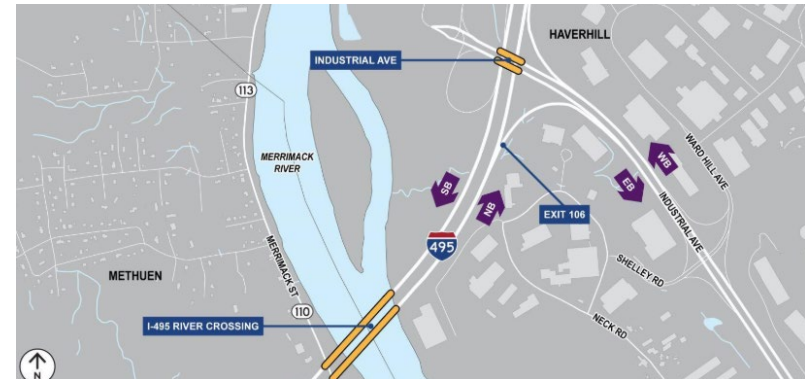 HAVERHILL
INDUSTRIAL AVE
113
MERRIMACK
RIVER
WARD HILL AVE
WB
EB
SB
NB
EXIT 106
INDUSTRIAL AVE
495
MERRIMACK ST
SHELLEY RD
METHUEN
110
NECK RD
I-495 RIVER CROSSING
N